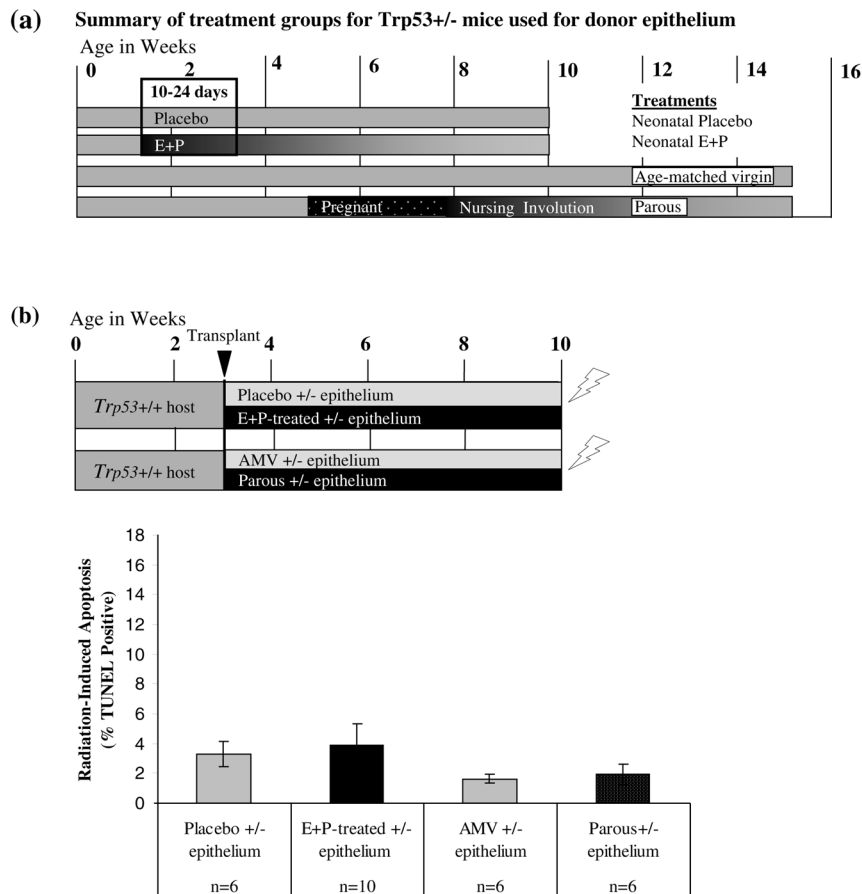 (a) Summary of treatment groups for Trp53+/- mice used for donor epithelium
Age in Weeks
0 2 4 6 8 10 12 14 16
10-24 days
Placebo
E+P
Treatments
Neonatal Placebo
Neonatal E+P
Age-matched virgin
Pregnant Nursing Involution Parous
(b) Age in Weeks
Transplant
0 2 4 6 8 10
Trp53+/+ host
Placebo +/- epithelium
E+P-treated +/- epithelium
Trp53+/+ host
AMV +/- epithelium
Parous +/- epithelium
Radiation-Induced Apoptosis
(% TUNEL Positive)
18
16
14
12
10
8
6
4
2
0
Placebo +/-
epithelium
n=6
E+P-treated +/-
epithelium
n=10
AMV +/-
epithelium
n=6
Parous+/-
epithelium
n=6